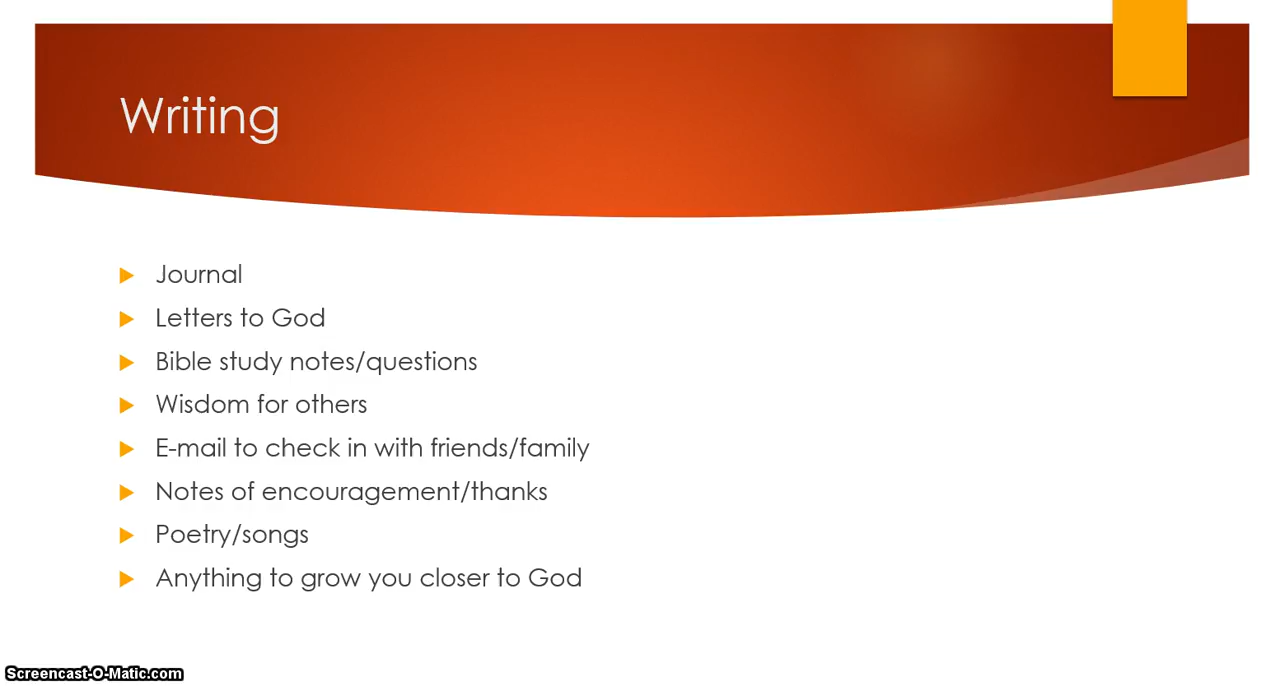 Writing
Journal
Letters to God
Bible study notes/questions
Wisdom for others
E-mail to check in with friends/family
Notes of encouragement/thanks
Poetry/songs
Anything to grow you closer to God
Screencast-O-Matic.com